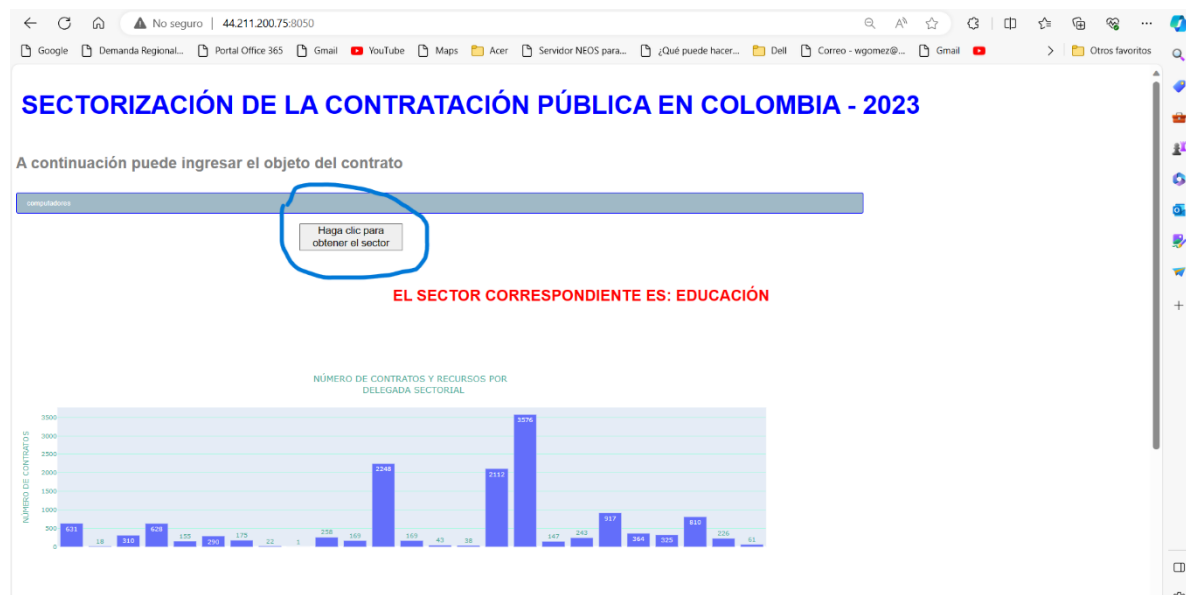 No seguro | 44.211.200.75:8050
Google Demanda Regional... Portal Office 365 Gmail YouTube Maps Acer Servidor NEOS para... ¿Qué puede hacer... Dell Correo - wgomez@... Gmail Otros favoritos
SECTORIZACIÓN DE LA CONTRATACIÓN PÚBLICA EN COLOMBIA - 2023
A continuación puede ingresar el objeto del contrato
computadores
Haga clic para
obtener el sector
EL SECTOR CORRESPONDIENTE ES: EDUCACIÓN
NÚMERO DE CONTRATOS Y RECURSOS POR
DELEGADA SECTORIAL
NÚMERO DE CONTRATOS
3500
3000
2500
2000
1500
1000
500
0
631 18 310 628 155 290 175 22 1 258 169 2248 169 43 38 2112 3576 147 243 917 364 325 810 226 61